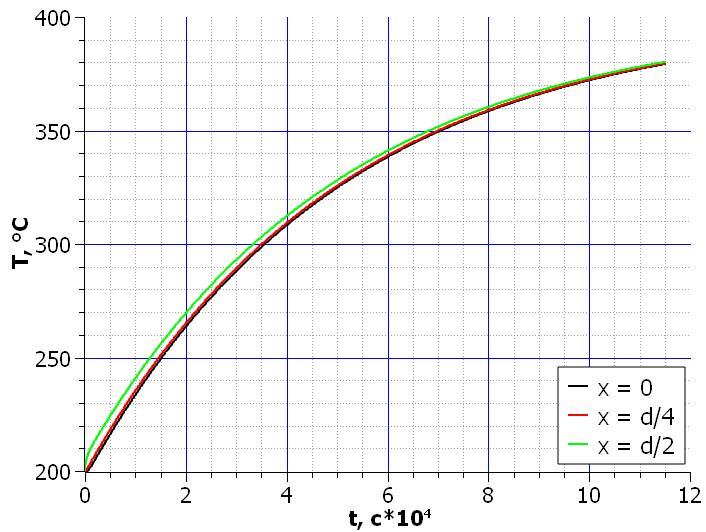 400
350
300
250
200
T, °C
0
2
4
6
8
10
12
t, c*10⁴
x = 0
x = d/4
x = d/2